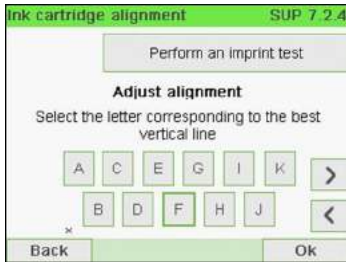 Ink cartridge alignment SUP 7.2.4
Perform an imprint test
Adjust alignment
Select the letter corresponding to the best
vertical line
A C E G I K >
B D F H J <
×
Back Ok